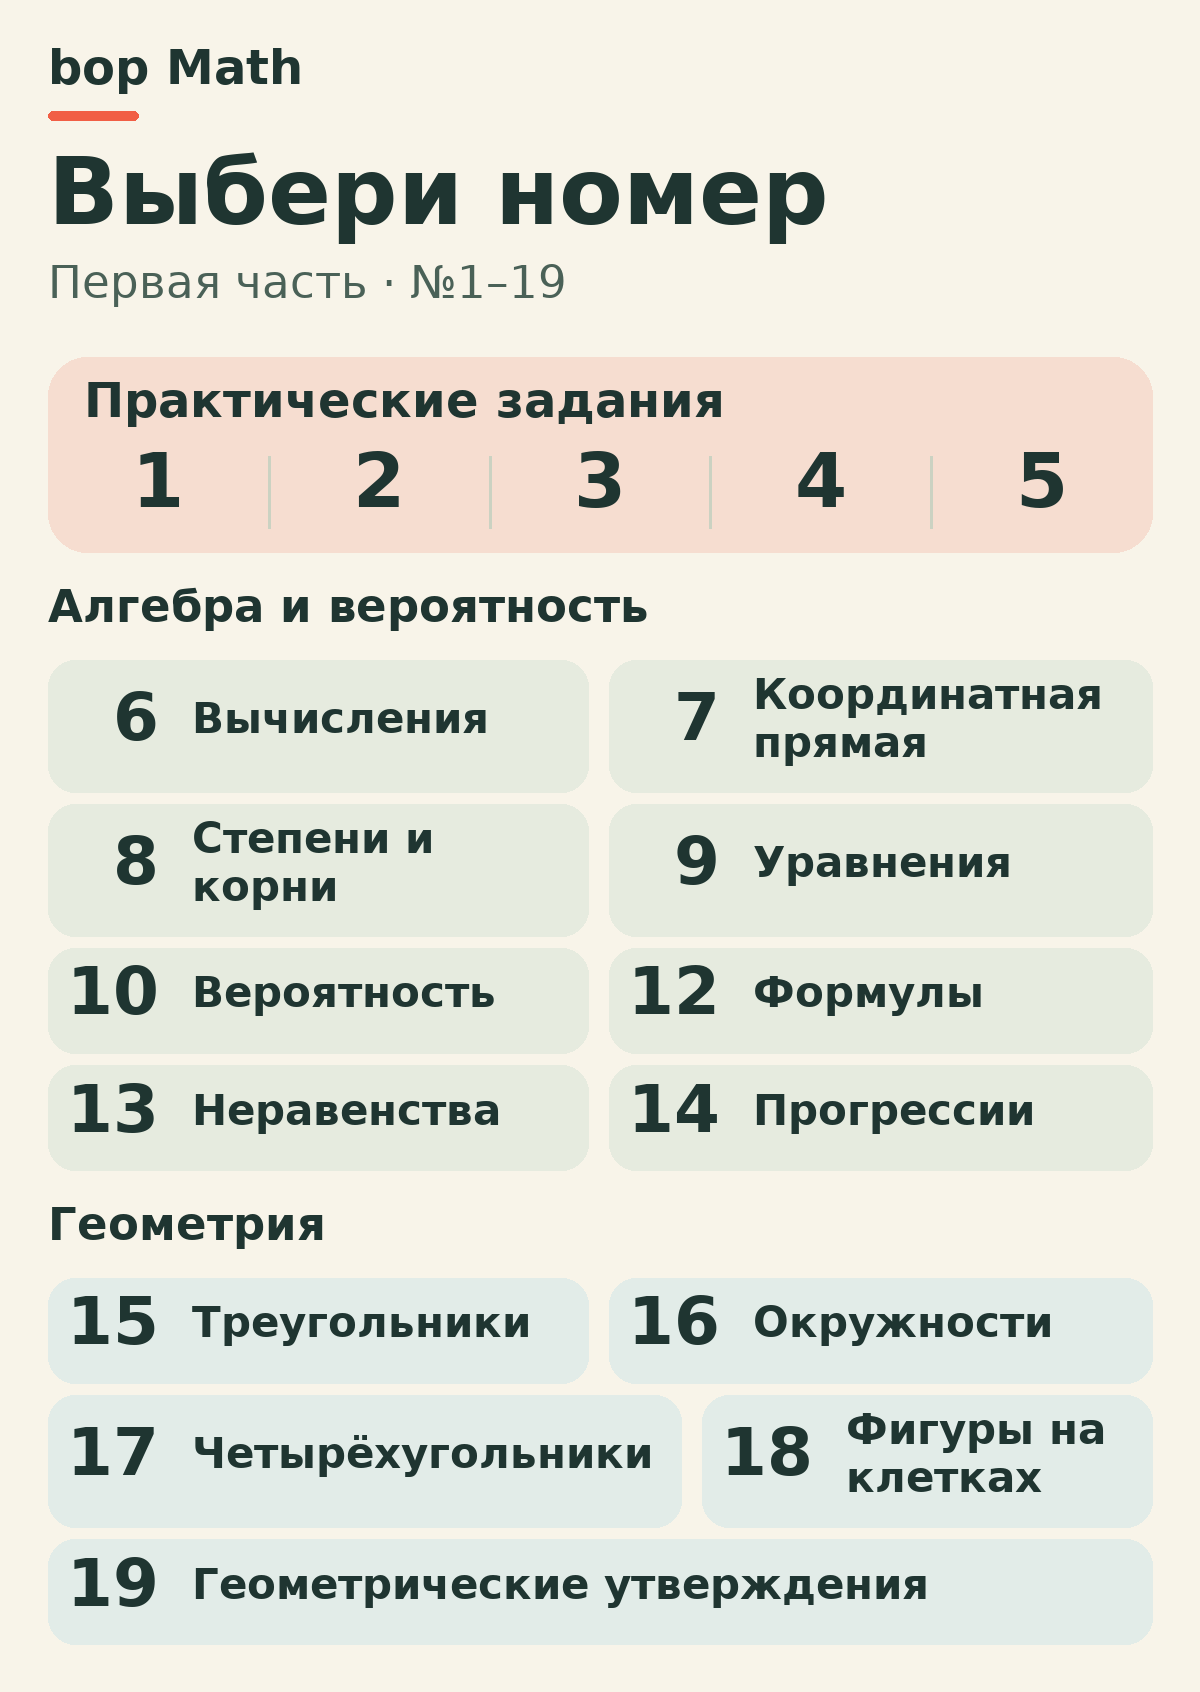 bop Math
Выбери номер
Первая часть · №1–19
Практические задания
1 2 3 4 5
Алгебра и вероятность
6 Вычисления
7 Координатная
прямая
8 Степени и
корни
9 Уравнения
10 Вероятность
12 Формулы
13 Неравенства
14 Прогрессии
Геометрия
15 Треугольники
16 Окружности
17 Четырёхугольники
18 Фигуры на
клетках
19 Геометрические утверждения